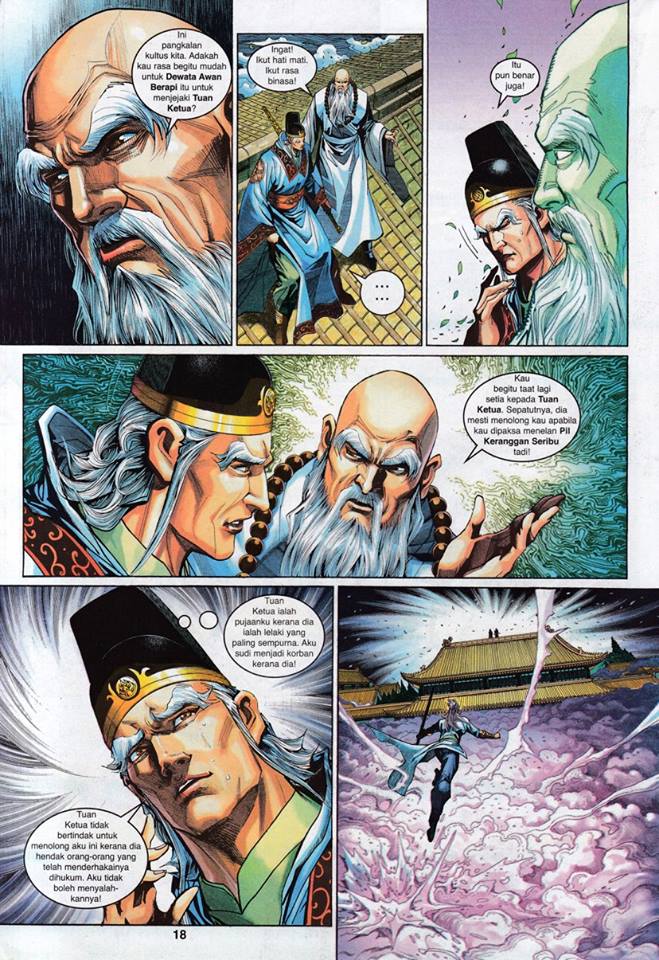 Ini
pangkalan
kultus kita. Adakah
kau rasa begitu mudah
untuk Dewata Awan
Berapi itu untuk
menjejaki Tuan
Ketua?
Ingat!
Ikut hati mati.
Ikut rasa
binasa!
...
...
Itu
pun benar
juga!
Kau
begitu taat lagi
setia kepada Tuan
Ketua. Sepatutnya, dia
mesti menolong kau apabila
kau dipaksa menelan Pil
Keranggan Seribu
tadi!
Tuan
Ketua ialah
pujaanku kerana dia
ialah lelaki yang
paling sempurna. Aku
sudi menjadi korban
kerana dia!
Tuan
Ketua tidak
bertindak untuk
menolong aku ini kerana dia
hendak orang-orang yang
telah menderhakainya
dihukum. Aku tidak
boleh menyalah-
kannya!
18